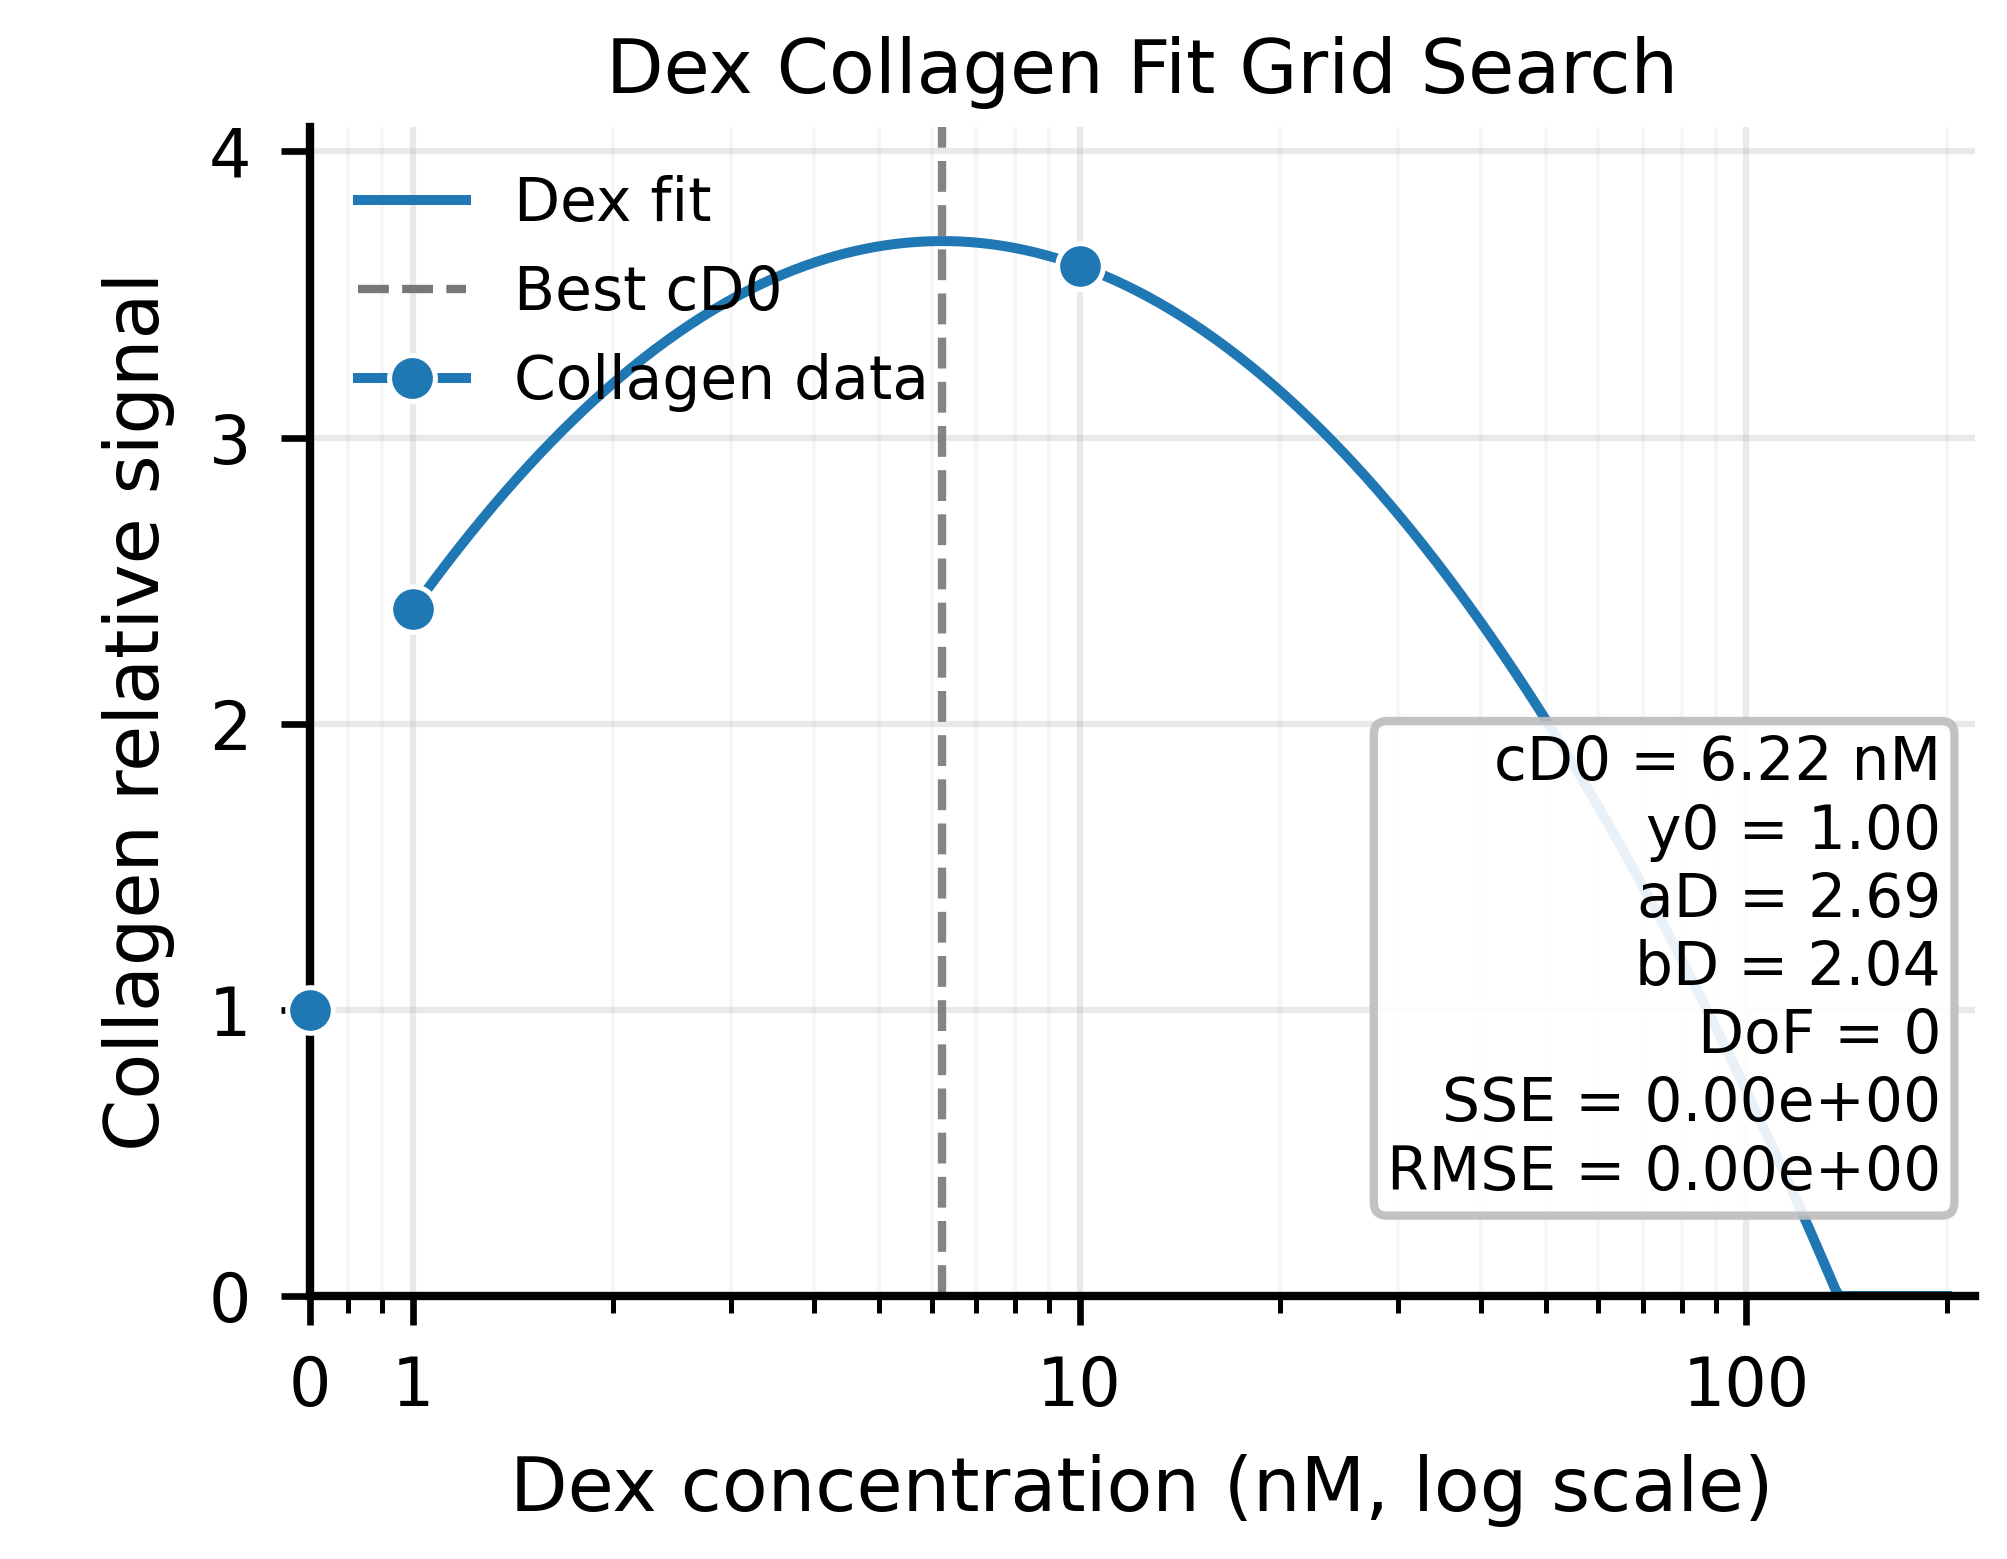 Dex Collagen Fit Grid Search
Collagen relative signal
4
3
2
1
0
Dex fit
Best cD0
Collagen data
cD0 = 6.22 nM
y0 = 1.00
aD = 2.69
bD = 2.04
DoF = 0
SSE = 0.00e+00
RMSE = 0.00e+00
0 1 10 100
Dex concentration (nM, log scale)